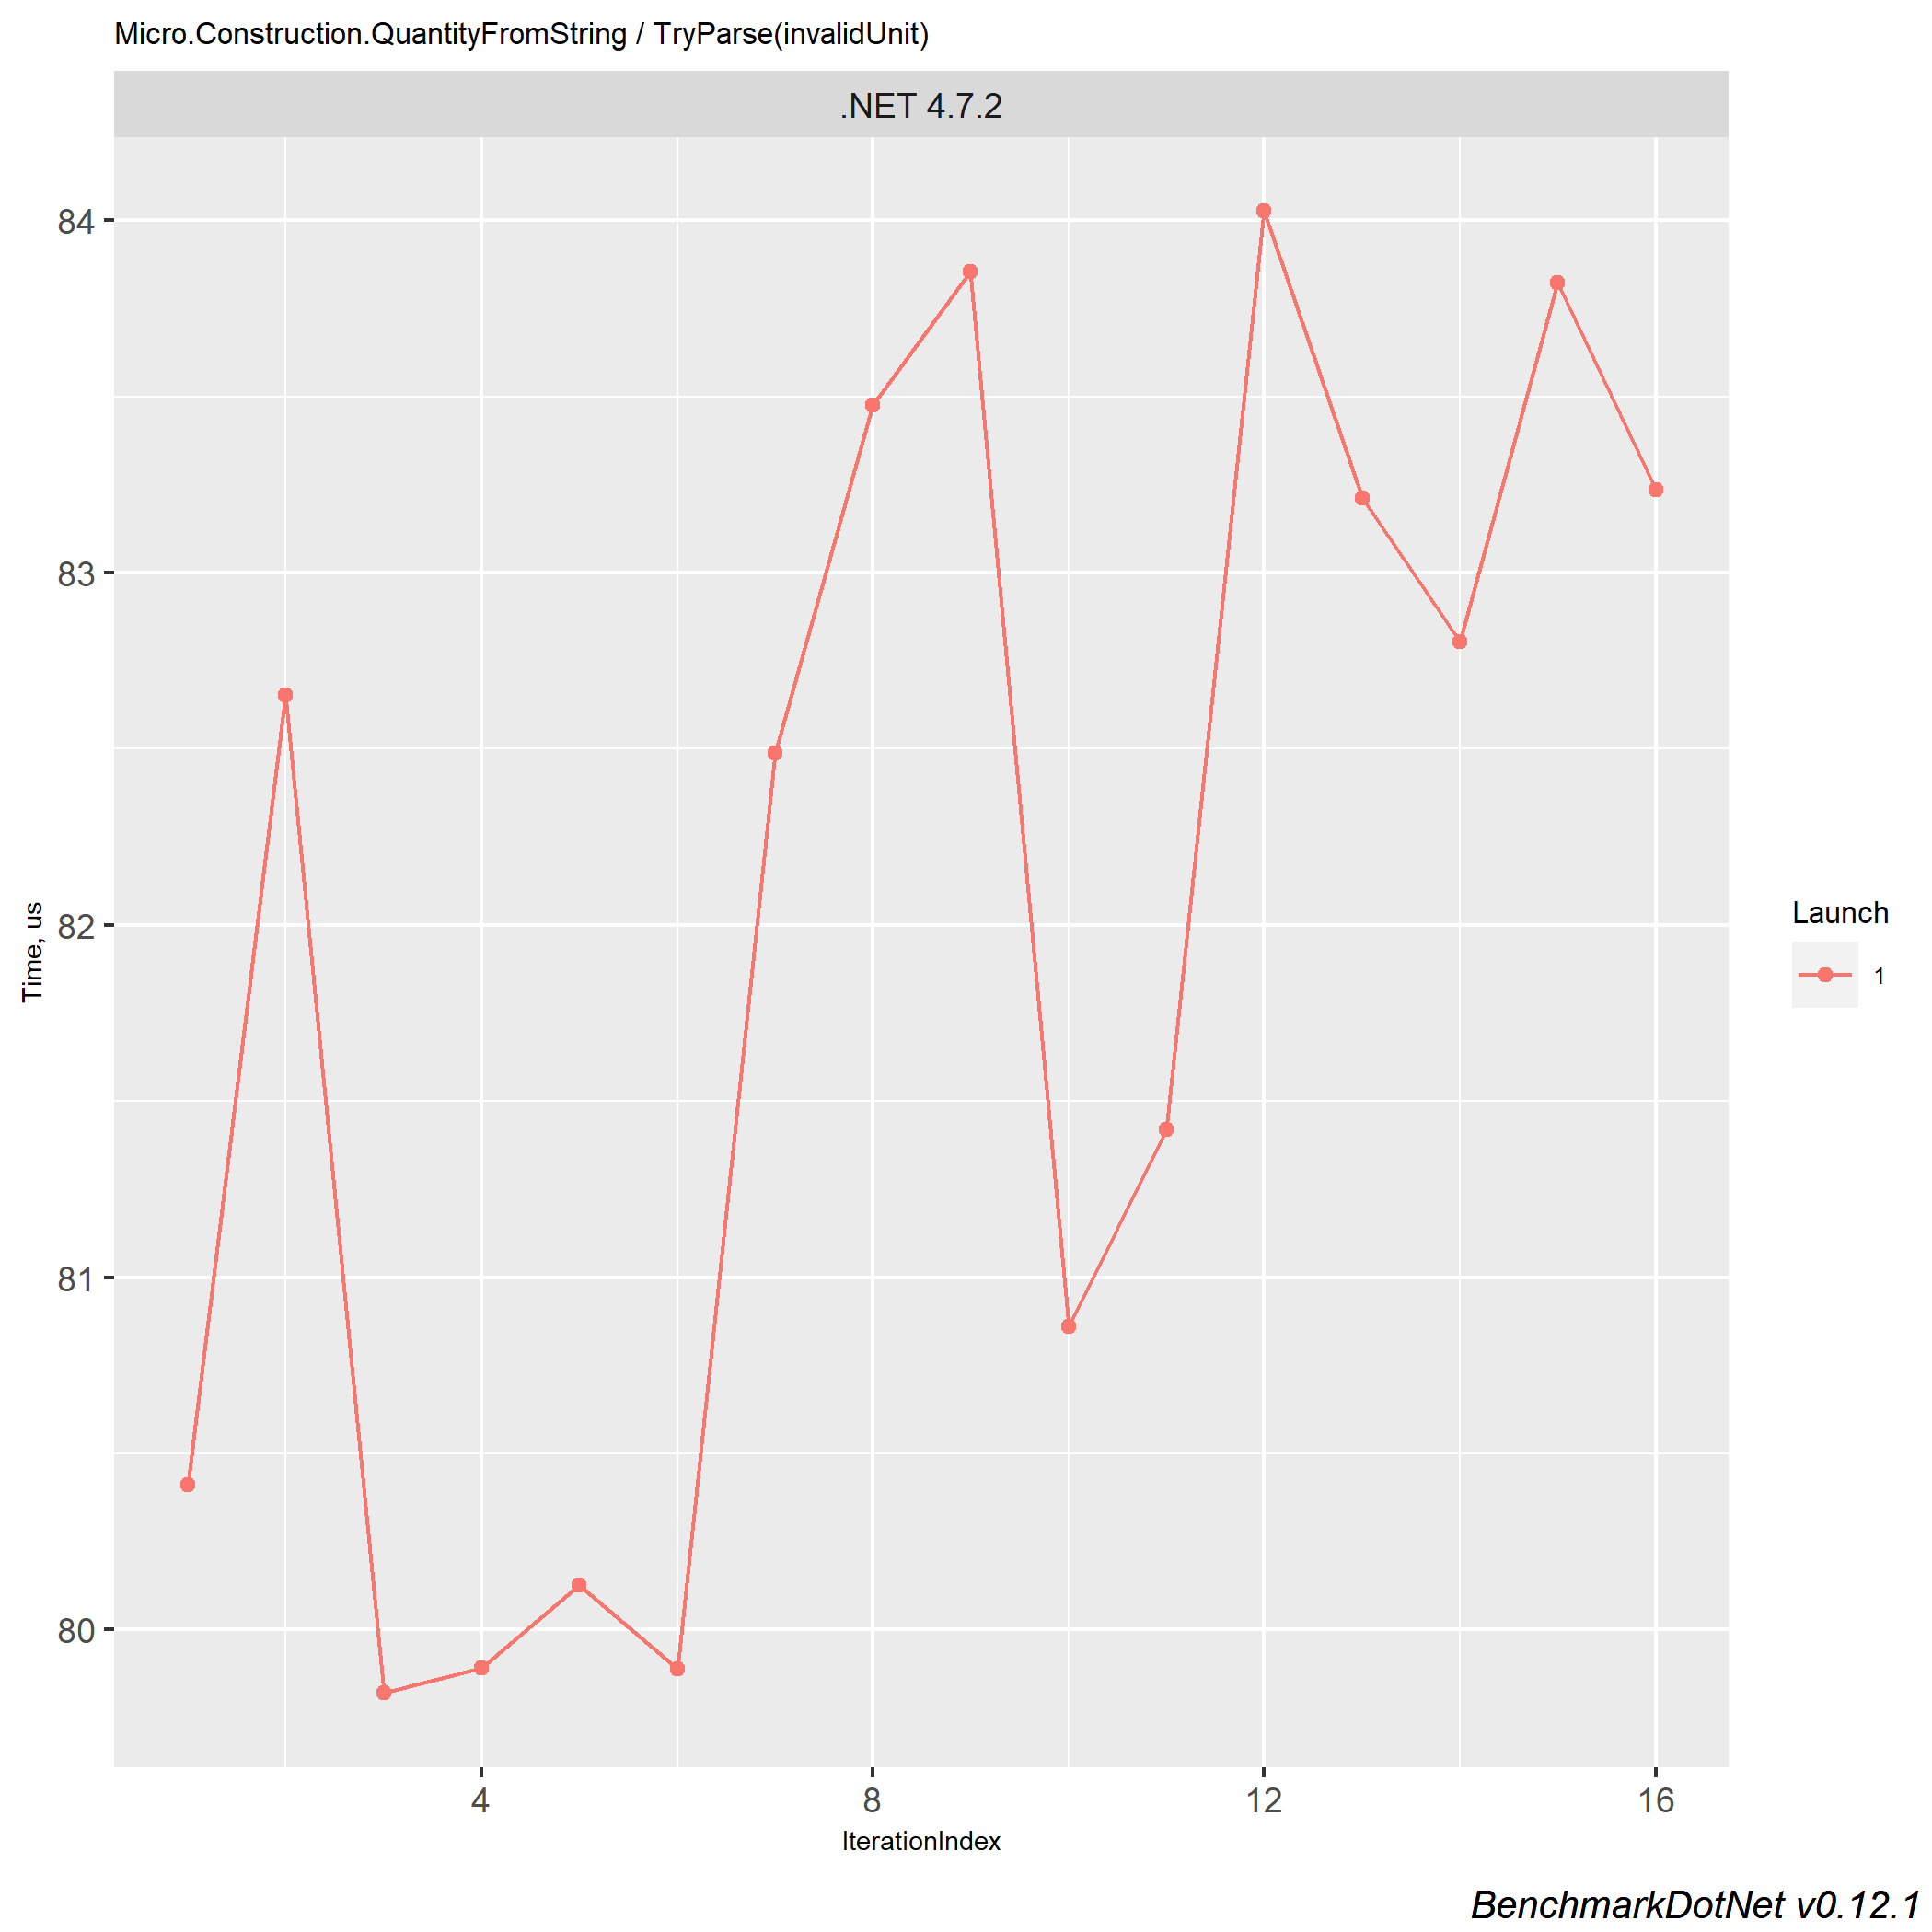 Micro.Construction.QuantityFromString / TryParse(invalidUnit)
.NET 4.7.2
84
83
82
81
80
Time, us
4 8 12 16
IterationIndex
Launch
1
BenchmarkDotNet v0.12.1